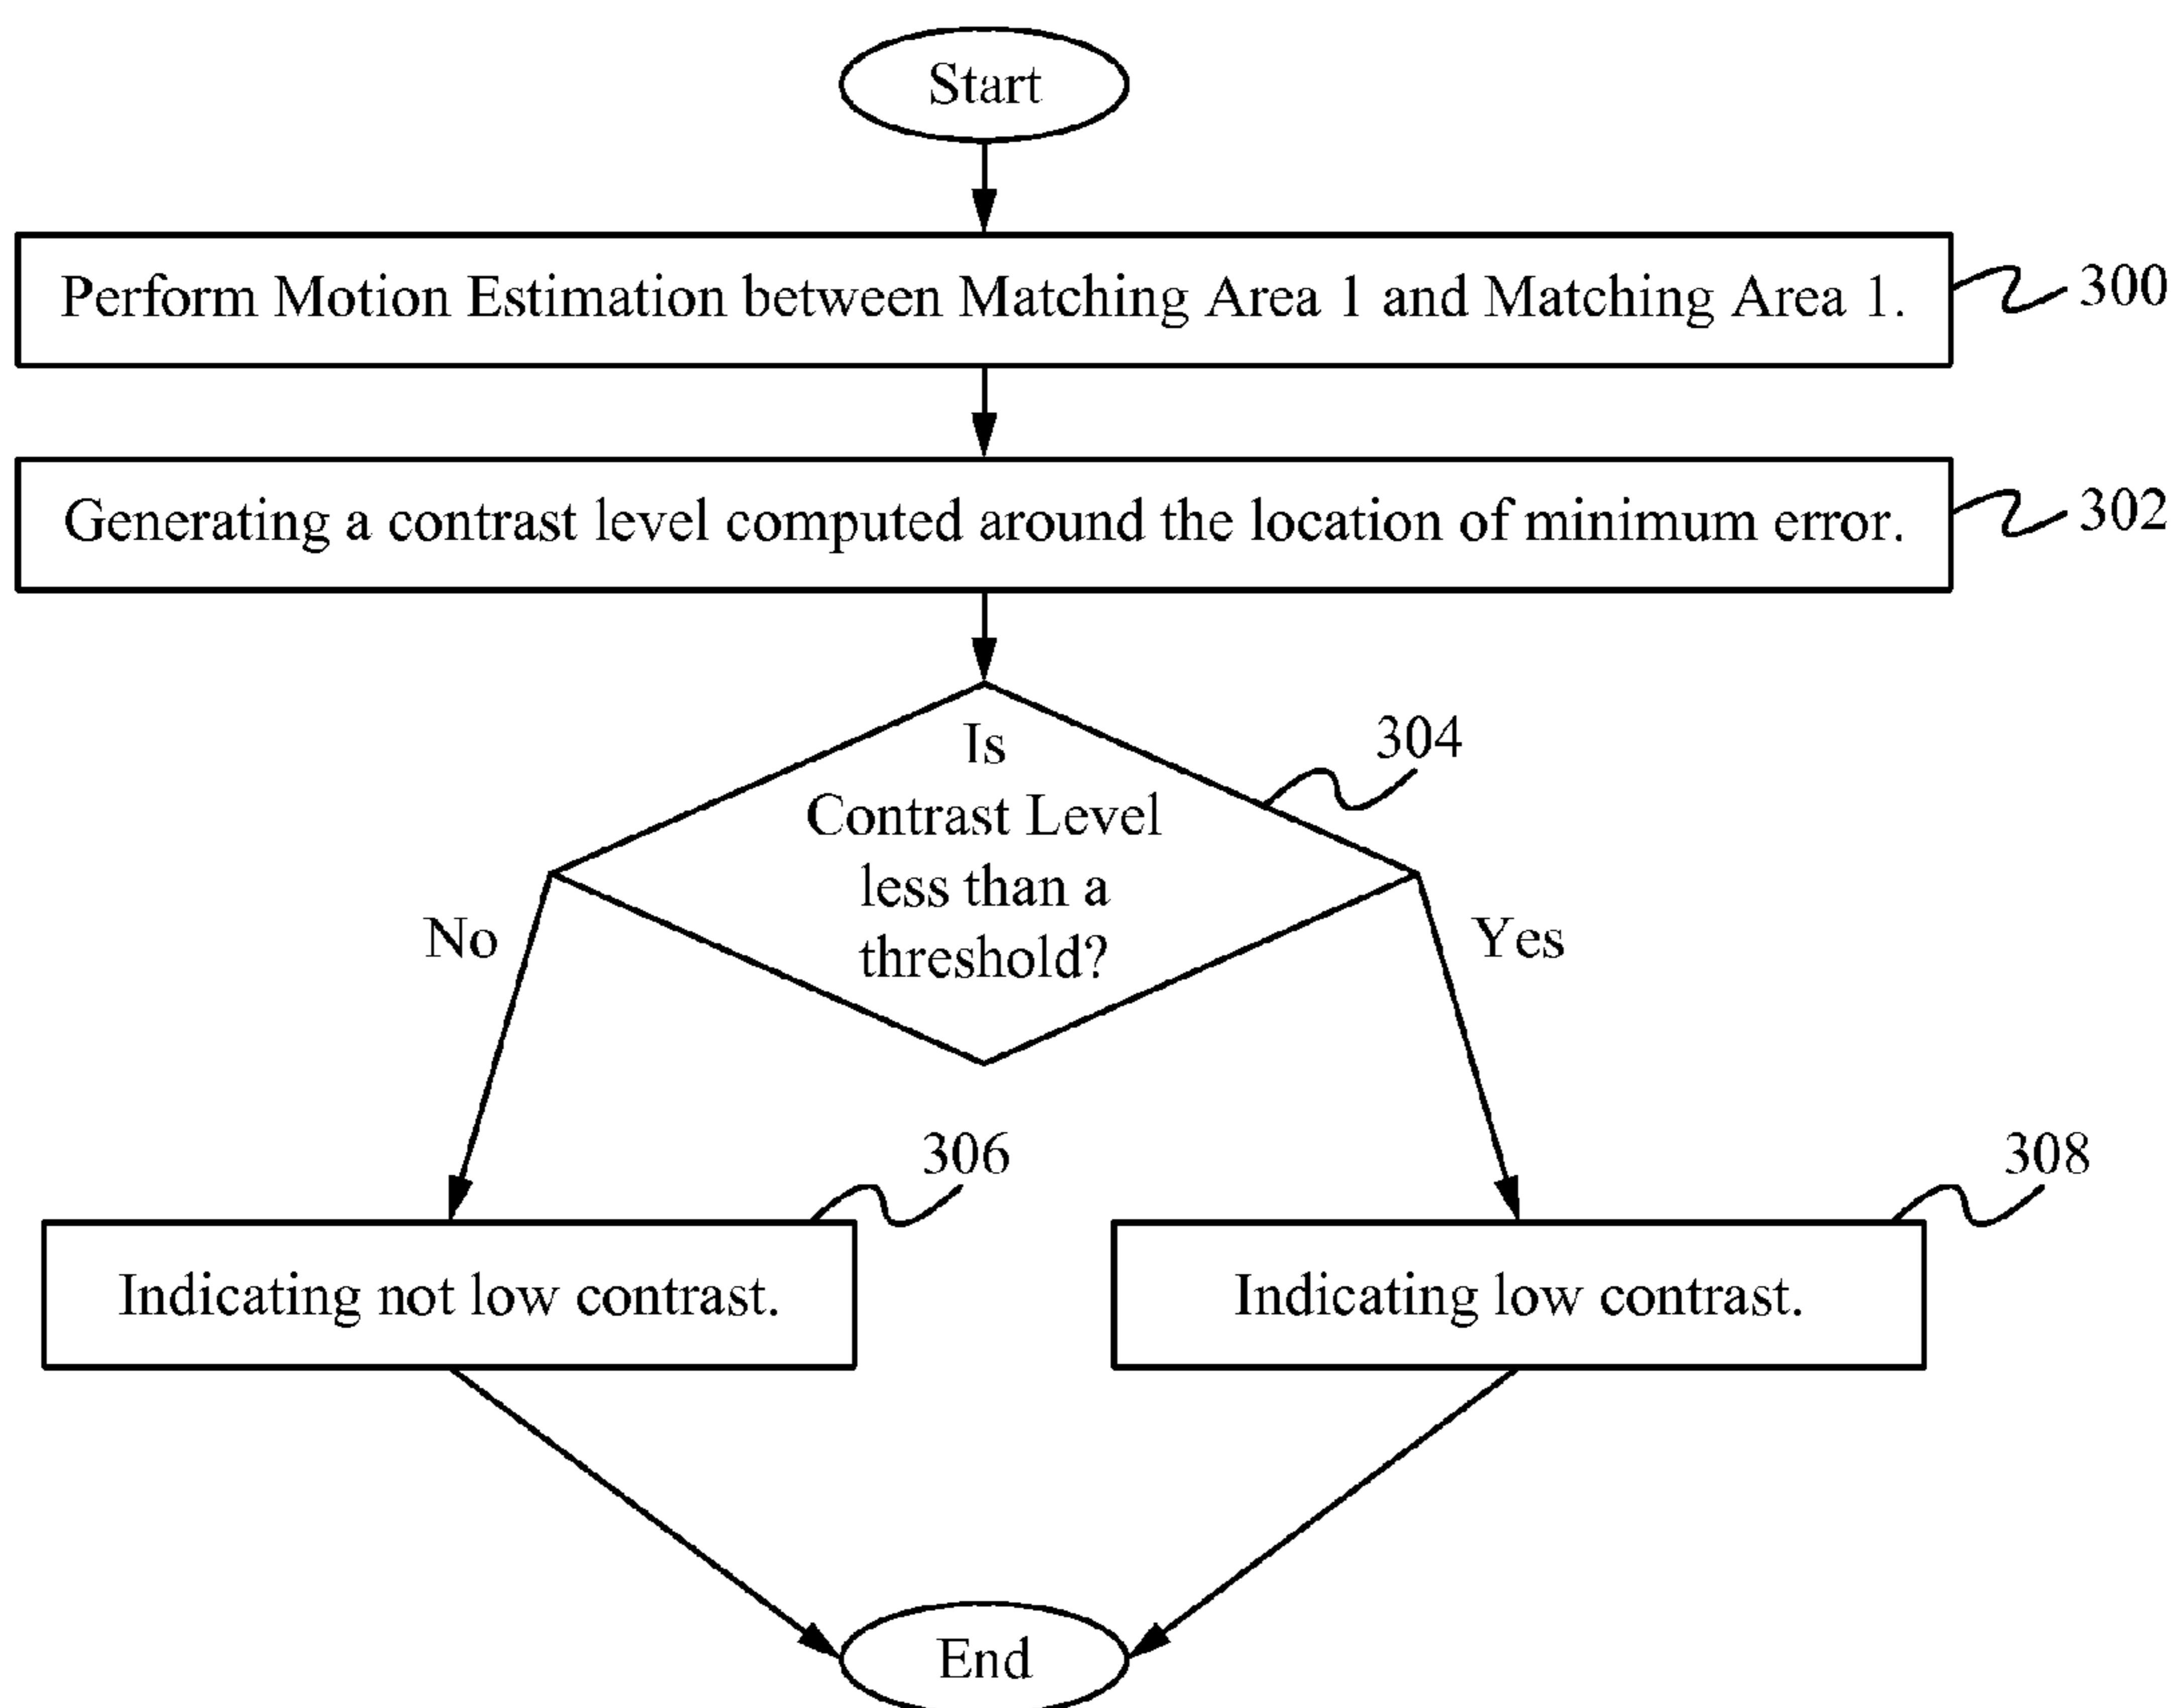 Start
Perform Motion Estimation between Matching Area 1 and Matching Area 1.
300
Generating a contrast level computed around the location of minimum error.
302
Is
Contrast Level
less than a
threshold?
304
No
Yes
306
308
Indicating not low contrast.
Indicating low contrast.
End